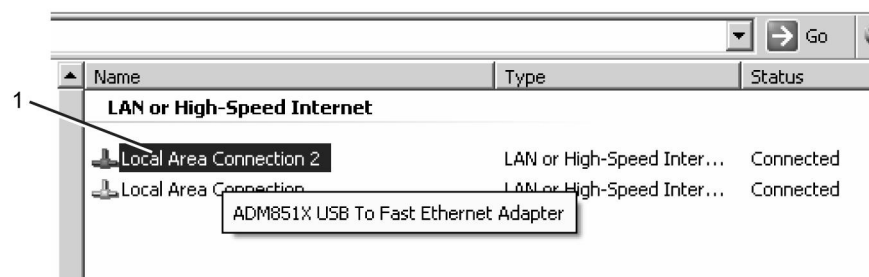 Go
Name Type Status
LAN or High-Speed Internet
1
Local Area Connection 2 LAN or High-Speed Inter... Connected
Local Area Connection LAN or High-Speed Inter... Connected
ADM851X USB To Fast Ethernet Adapter